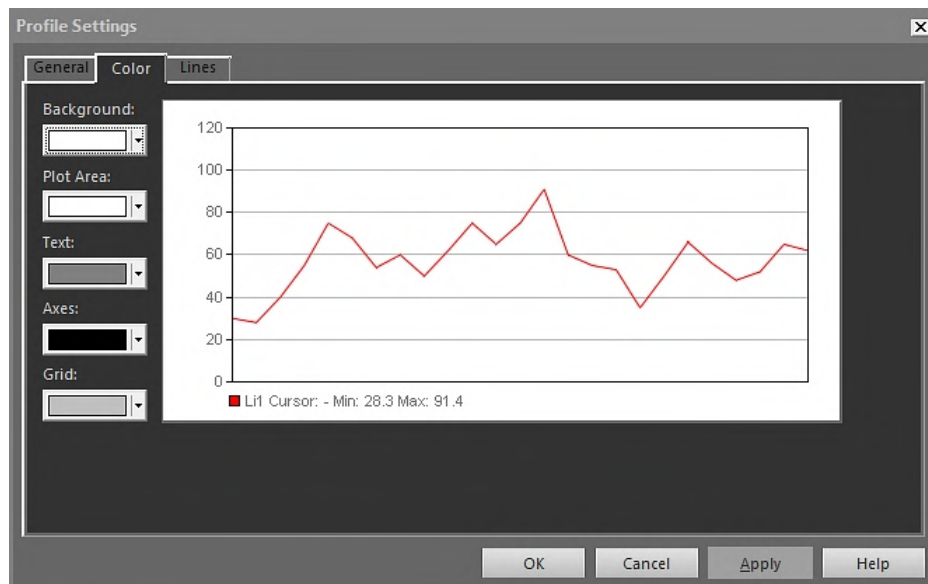 Profile Settings
General Color Lines
Background:
Plot Area:
Text:
Axes:
Grid:
120
100
80
60
40
20
0
Li1 Cursor: - Min: 28.3 Max: 91.4
OK Cancel Apply Help